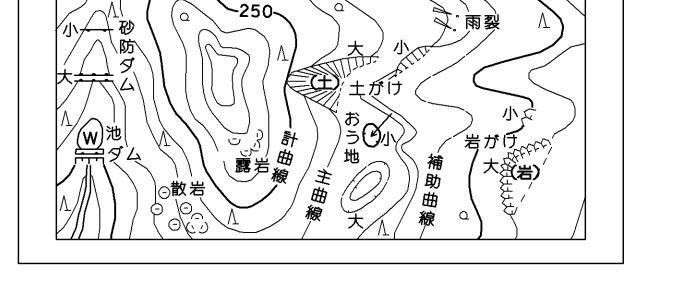 250
雨裂
小
砂防ダム
大
大
小
(土)
土がけ
W
池
ダム
おう地
小
小
岩がけ
大
(岩)
露岩
計曲線
主曲線
補助曲線
散岩
大